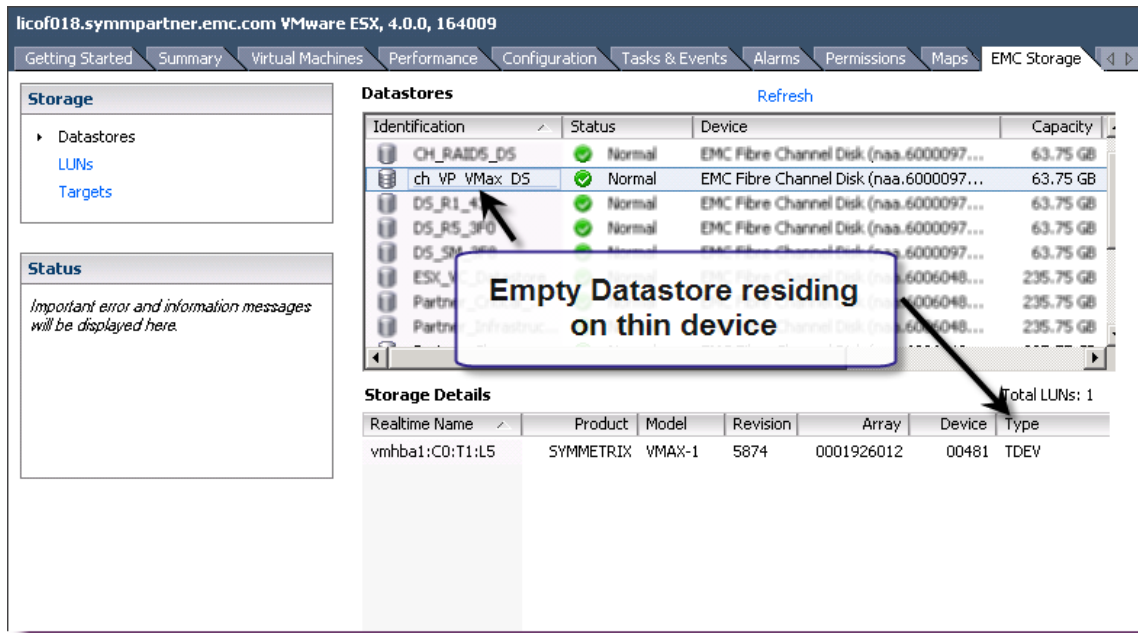 licof018.symmpartner.emc.com VMware ESX, 4.0.0, 164009
Getting Started Summary Virtual Machines Performance Configuration Tasks & Events Alarms Permissions Maps EMC Storage
Storage
Datastores
LUNs
Targets
Status
Important error and information messages
will be displayed here.
Datastores Refresh
Identification Status Device Capacity
CH_RAID5_DS Normal EMC Fibre Channel Disk (naa.6000097... 63.75 GB
ch_VP_VMax_DS Normal EMC Fibre Channel Disk (naa.6000097... 63.75 GB
DS_R1_4 Normal EMC Fibre Channel Disk (naa.6000097... 63.75 GB
DS_R5_3F0 Normal EMC Fibre Channel Disk (naa.6000097... 63.75 GB
63.75 GB
235.75 GB
235.75 GB
235.75 GB
Empty Datastore residing
on thin device
Storage Details Total LUNs: 1
Realtime Name Product Model Revision Array Device Type
vmhba1:C0:T1:L5 SYMMETRIX VMAX-1 5874 0001926012 00481 TDEV